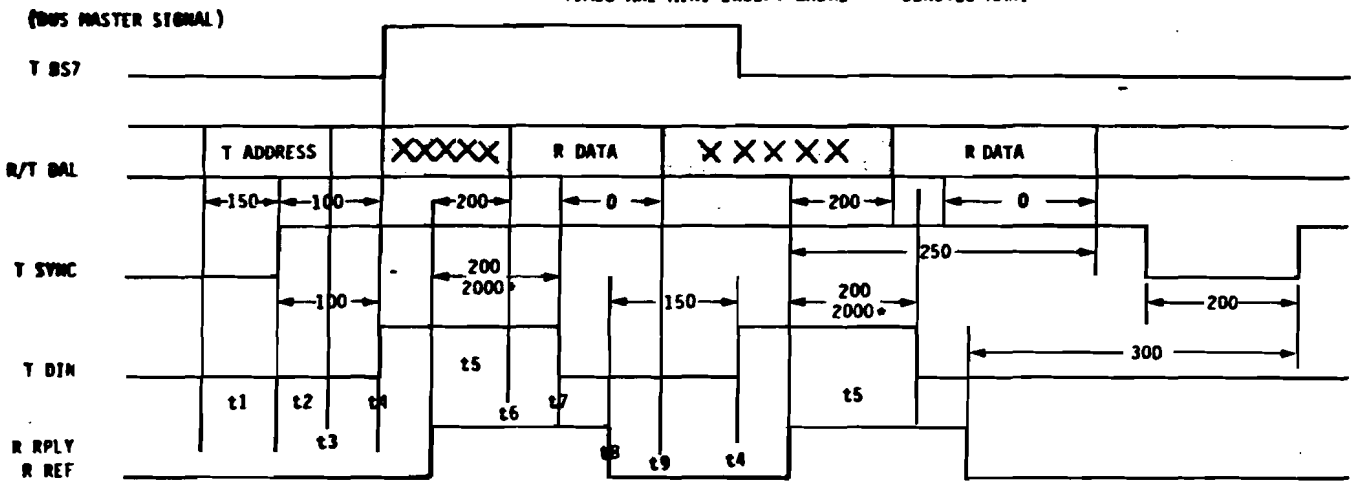 (BUS MASTER SIGNAL)
T BS7
R/T DAL
T ADDRESS
XXXXX
R DATA
X X X X X
R DATA
150
100
200
0
200
0
T SYNC
250
100
200
2000*
150
200
2000*
200
T DIN
t5
300
t1
t2
t4
t6
t7
t5
t3
R RPLY
t8
t9
t4
R REF